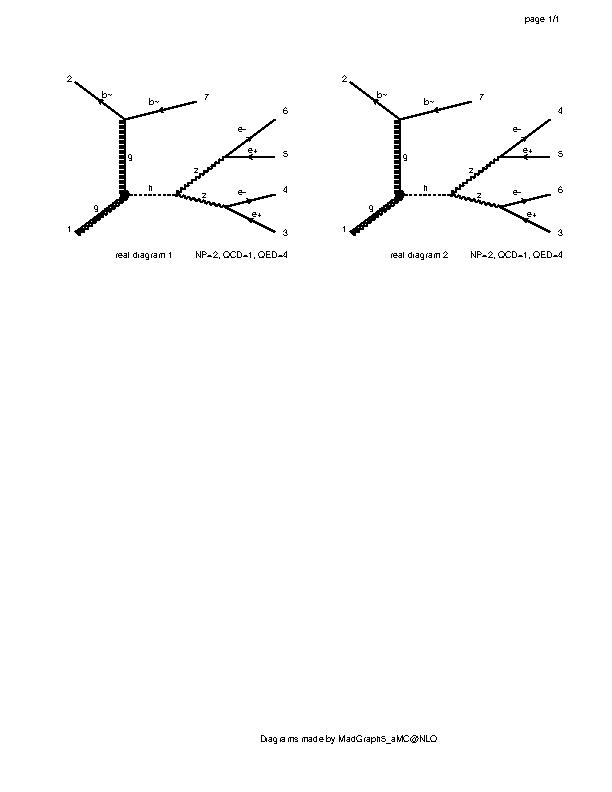 page 1/1
2
b~
b~
7
g
g
1
h
z
z
e-
6
e+
5
e-
4
e+
3
real diagram 1 NP=2, QCD=1, QED=4
2
b~
b~
7
g
g
1
h
z
z
e-
4
e+
5
e-
6
e+
3
real diagram 2 NP=2, QCD=1, QED=4
Diagrams made by MadGraph5_aMC@NLO